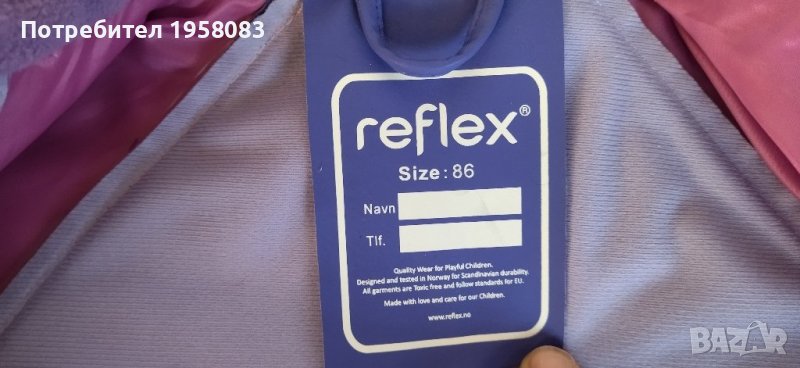 Потребител 1958083
reflex®
Size: 86
Navn
Tlf.
Quality Wear for Playful Children.
Designed and tested in Norway for Scandinavian durability.
All garments are Toxic free and follow standards for EU.
Made with love and care for our Children.
www.reflex.no
BAZAR